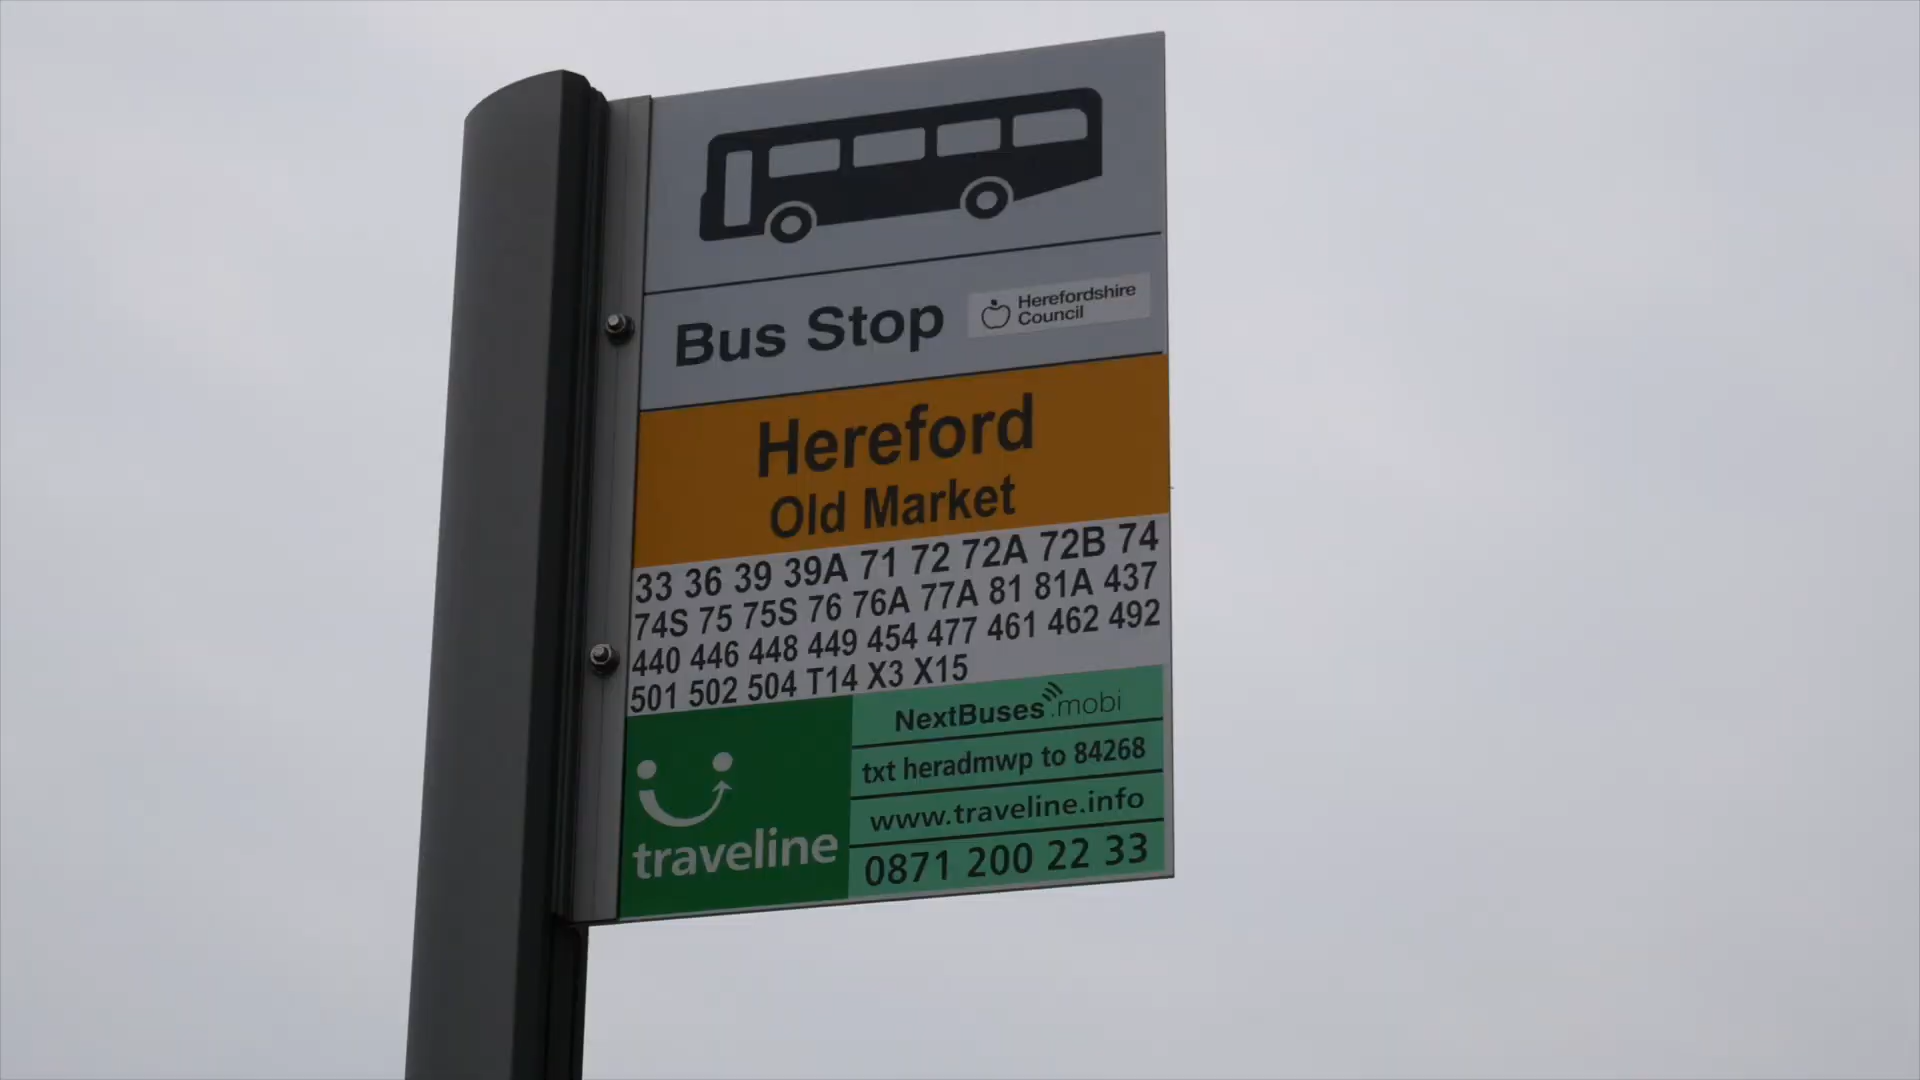 Bus Stop
Herefordshire
Council
Hereford
Old Market
33 36 39 39A 71 72 72A 72B 74
74S 75 75S 76 76A 77A 81 81A 437
440 446 448 449 454 477 461 462 492
501 502 504 T14 X3 X15
traveline
NextBuses.mobi
txt heradmwp to 84268
www.traveline.info
0871 200 22 33